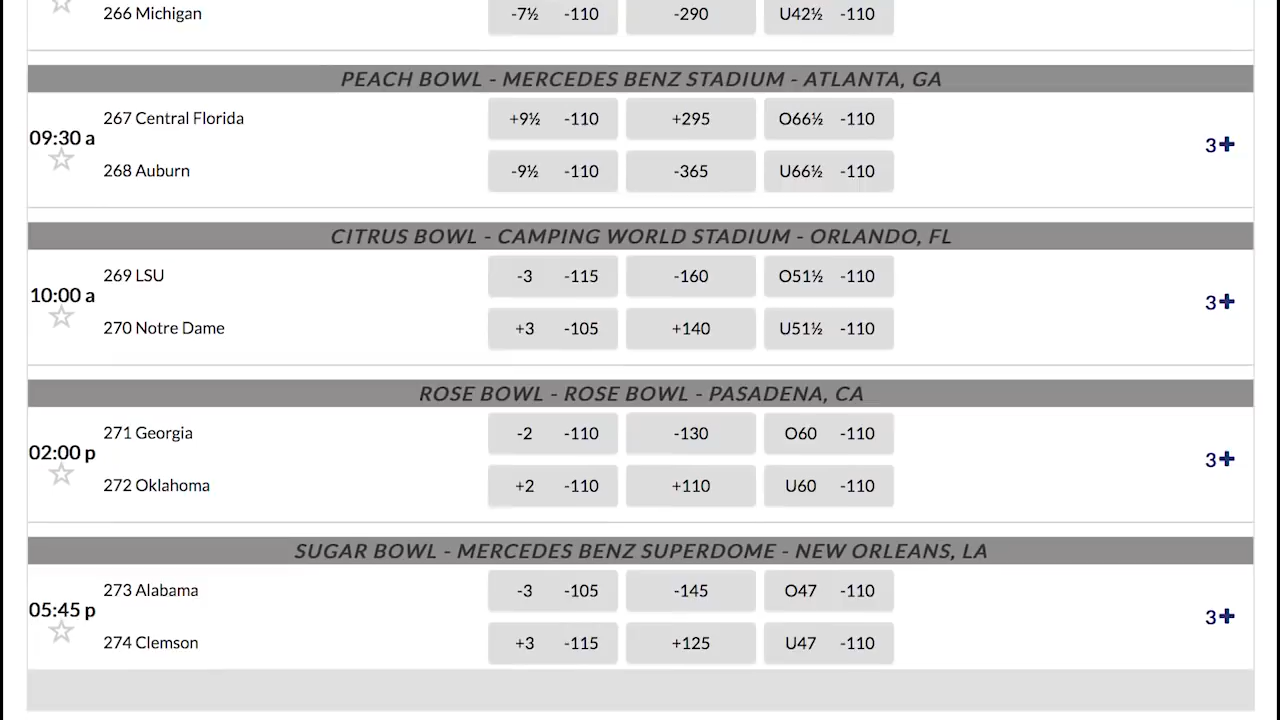 266 Michigan -7½ -110 -290 U42½ -110
PEACH BOWL - MERCEDES BENZ STADIUM - ATLANTA, GA
267 Central Florida +9½ -110 +295 O66½ -110
09:30 a 3+
268 Auburn -9½ -110 -365 U66½ -110
CITRUS BOWL - CAMPING WORLD STADIUM - ORLANDO, FL
269 LSU -3 -115 -160 O51½ -110
10:00 a 3+
270 Notre Dame +3 -105 +140 U51½ -110
ROSE BOWL - ROSE BOWL - PASADENA, CA
271 Georgia -2 -110 -130 O60 -110
02:00 p 3+
272 Oklahoma +2 -110 +110 U60 -110
SUGAR BOWL - MERCEDES BENZ SUPERDOME - NEW ORLEANS, LA
273 Alabama -3 -105 -145 O47 -110
05:45 p 3+
274 Clemson +3 -115 +125 U47 -110